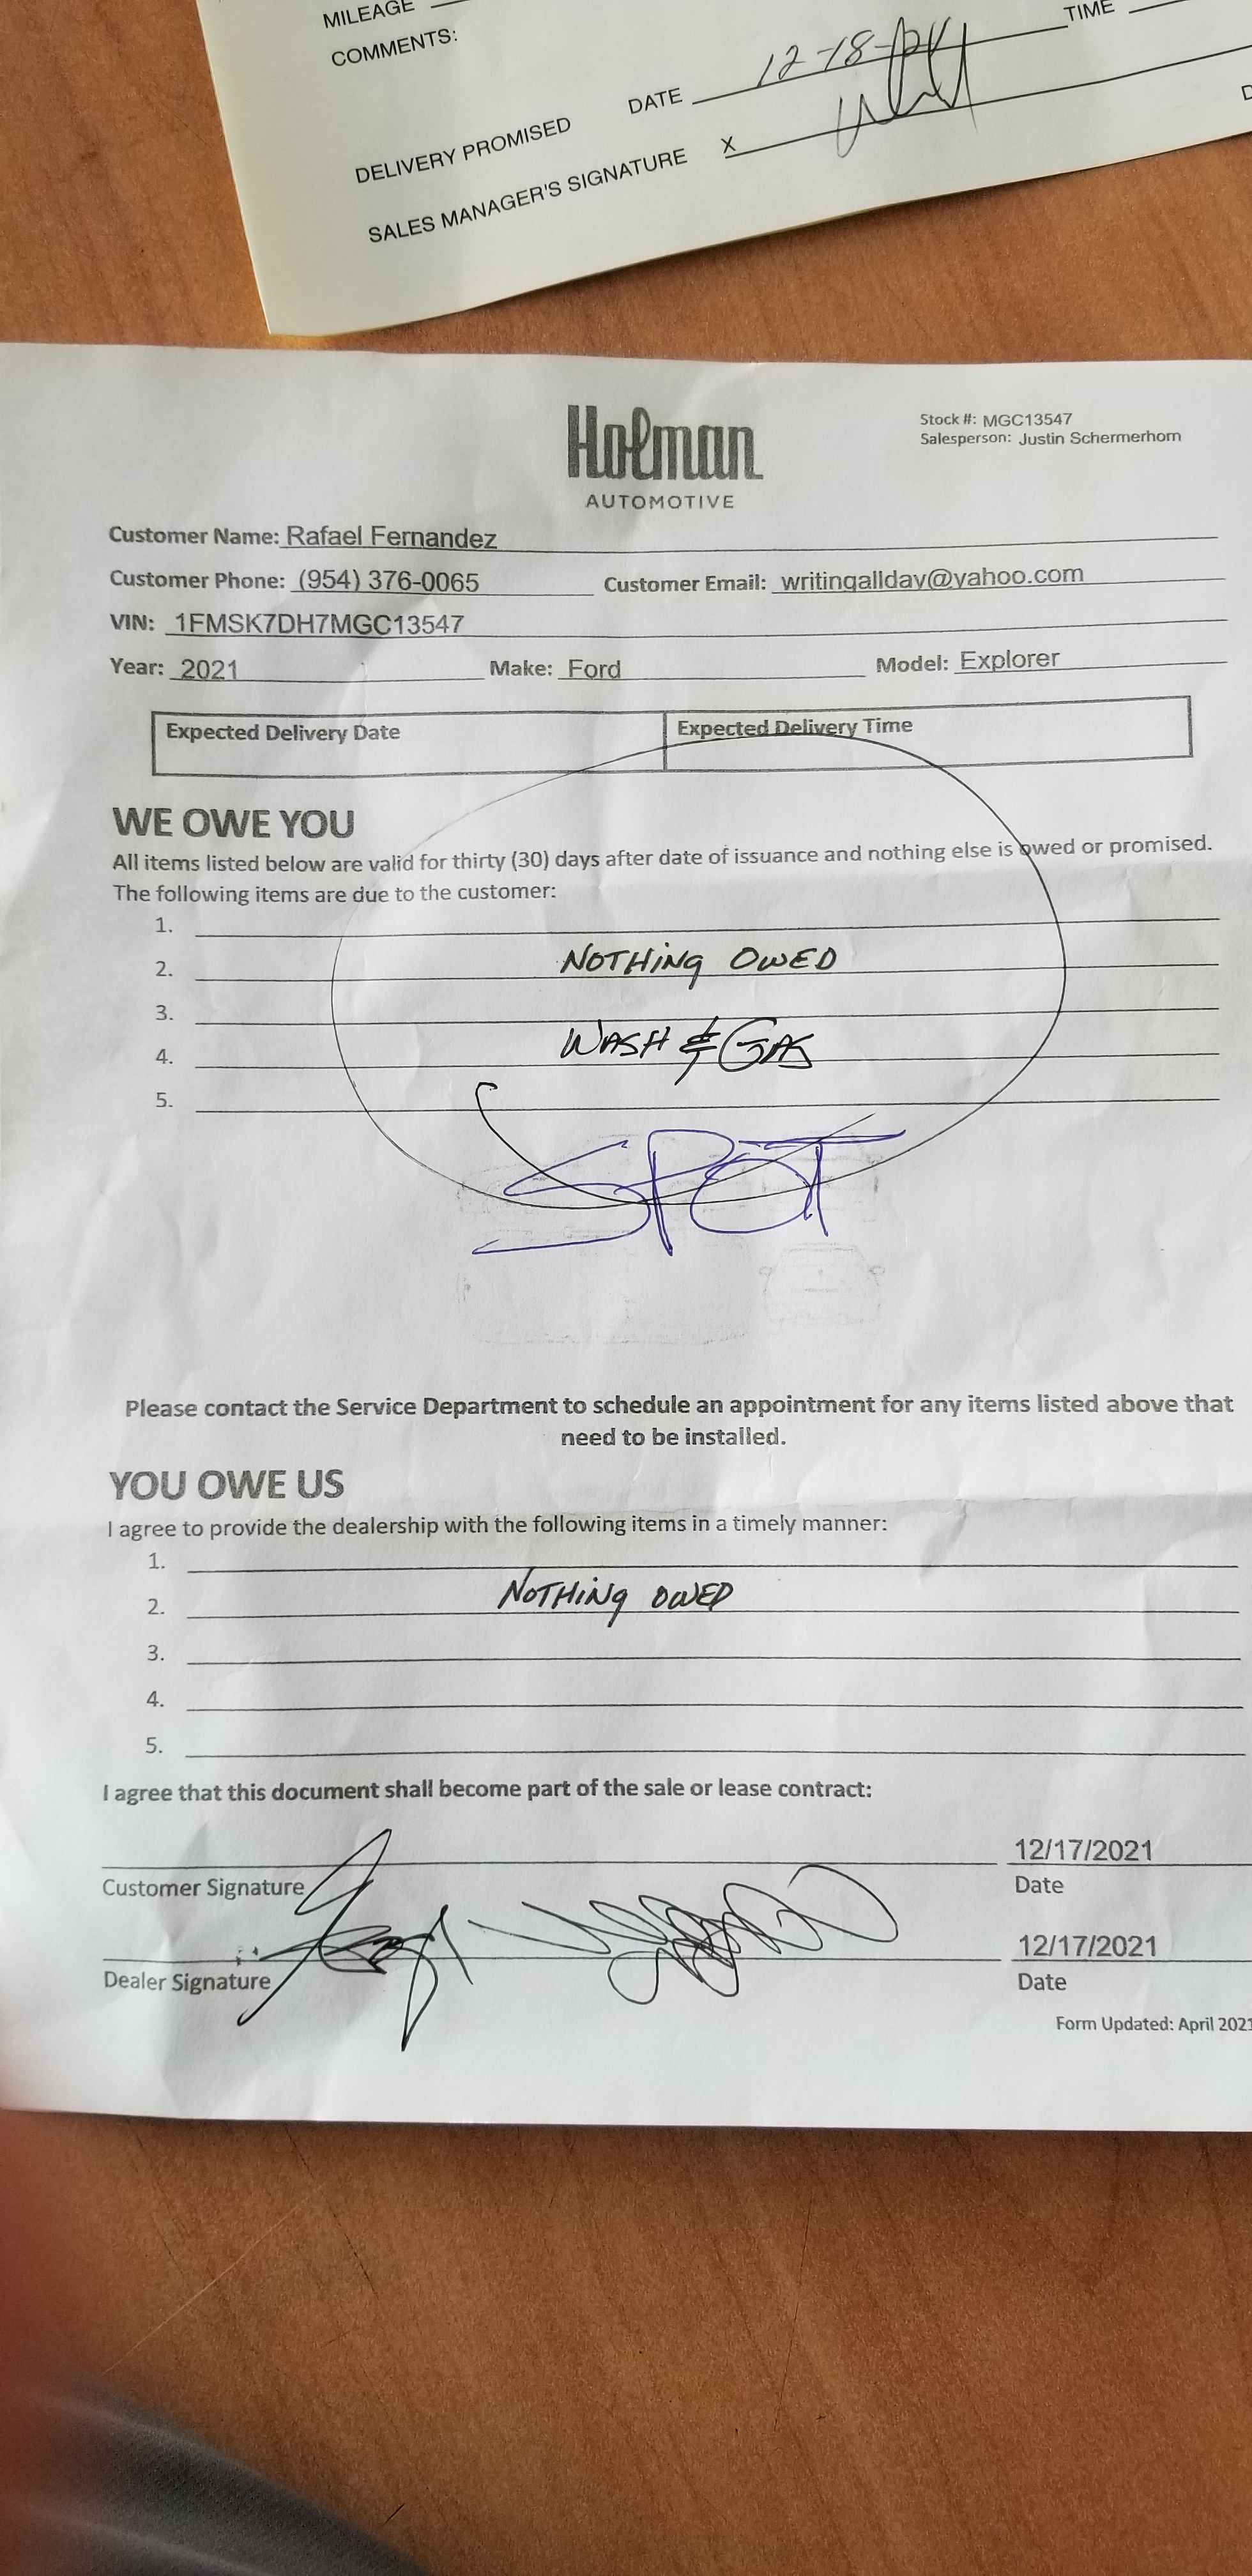 MILEAGE
COMMENTS:
TIME
DATE 12-18-
DELIVERY PROMISED
SALES MANAGER'S SIGNATURE X
Holman
AUTOMOTIVE
Stock #: MGC13547
Salesperson: Justin Schermerhorn
Customer Name: Rafael Fernandez
Customer Phone: (954) 376-0065 Customer Email: writingallday@yahoo.com
VIN: 1FMSK7DH7MGC13547
Year: 2021 Make: Ford Model: Explorer
Expected Delivery Date Expected Delivery Time
WE OWE YOU
All items listed below are valid for thirty (30) days after date of issuance and nothing else is owed or promised.
The following items are due to the customer:
1.
2. NOTHING OWED
3.
4. WASH & GAS
5.
SPOT
Please contact the Service Department to schedule an appointment for any items listed above that
need to be installed.
YOU OWE US
I agree to provide the dealership with the following items in a timely manner:
1.
2. NOTHING OWED
3.
4.
5.
I agree that this document shall become part of the sale or lease contract:
12/17/2021
Customer Signature Date
12/17/2021
Dealer Signature Date
Form Updated: April 2021